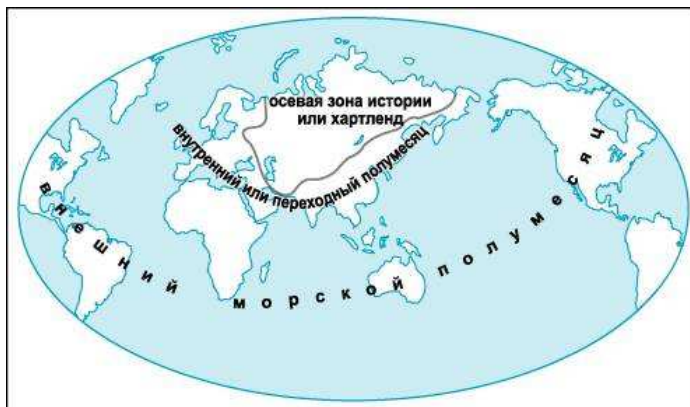 осевая зона истории
или хартленд
внутренний или переходный полумесяц
внешний морской полумесяц